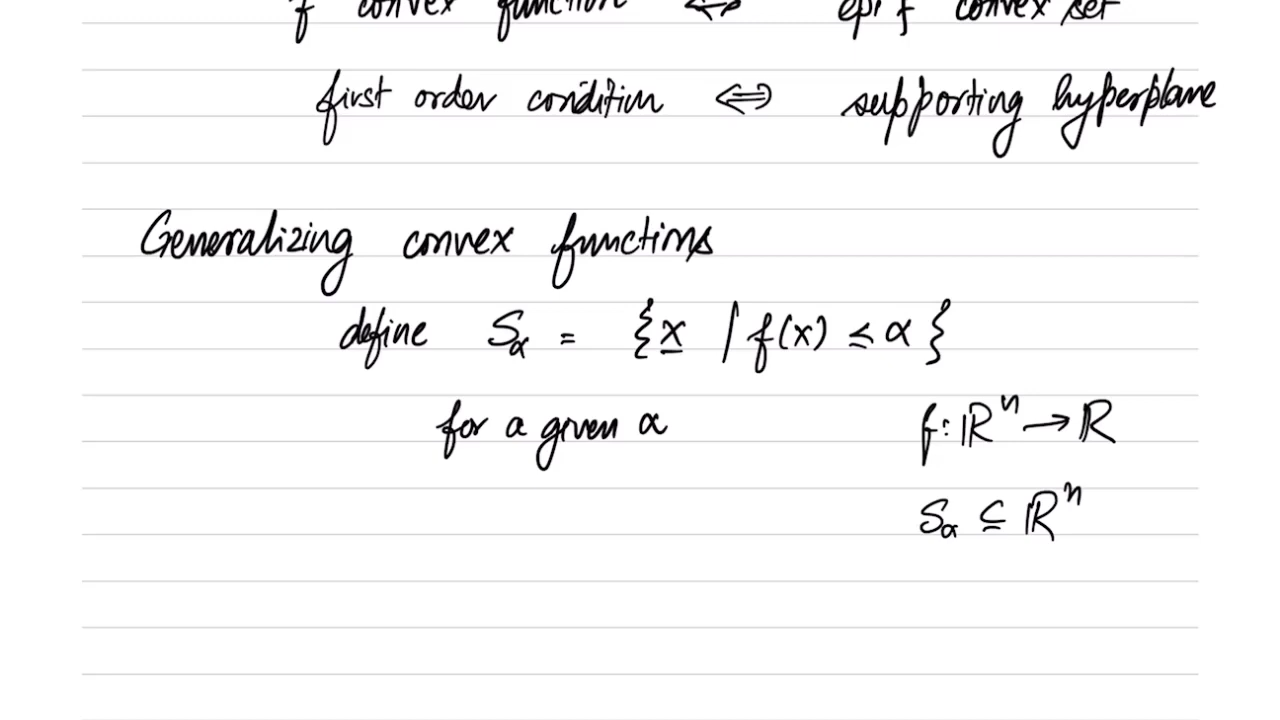 f convex function ⟺ epi f convex set
first order condition ⟺ supporting hyperplane
Generalizing convex functions
define Sα = {x | f(x) ≤ α}
for a given α
f: ℝⁿ → ℝ
Sα ⊆ ℝⁿ